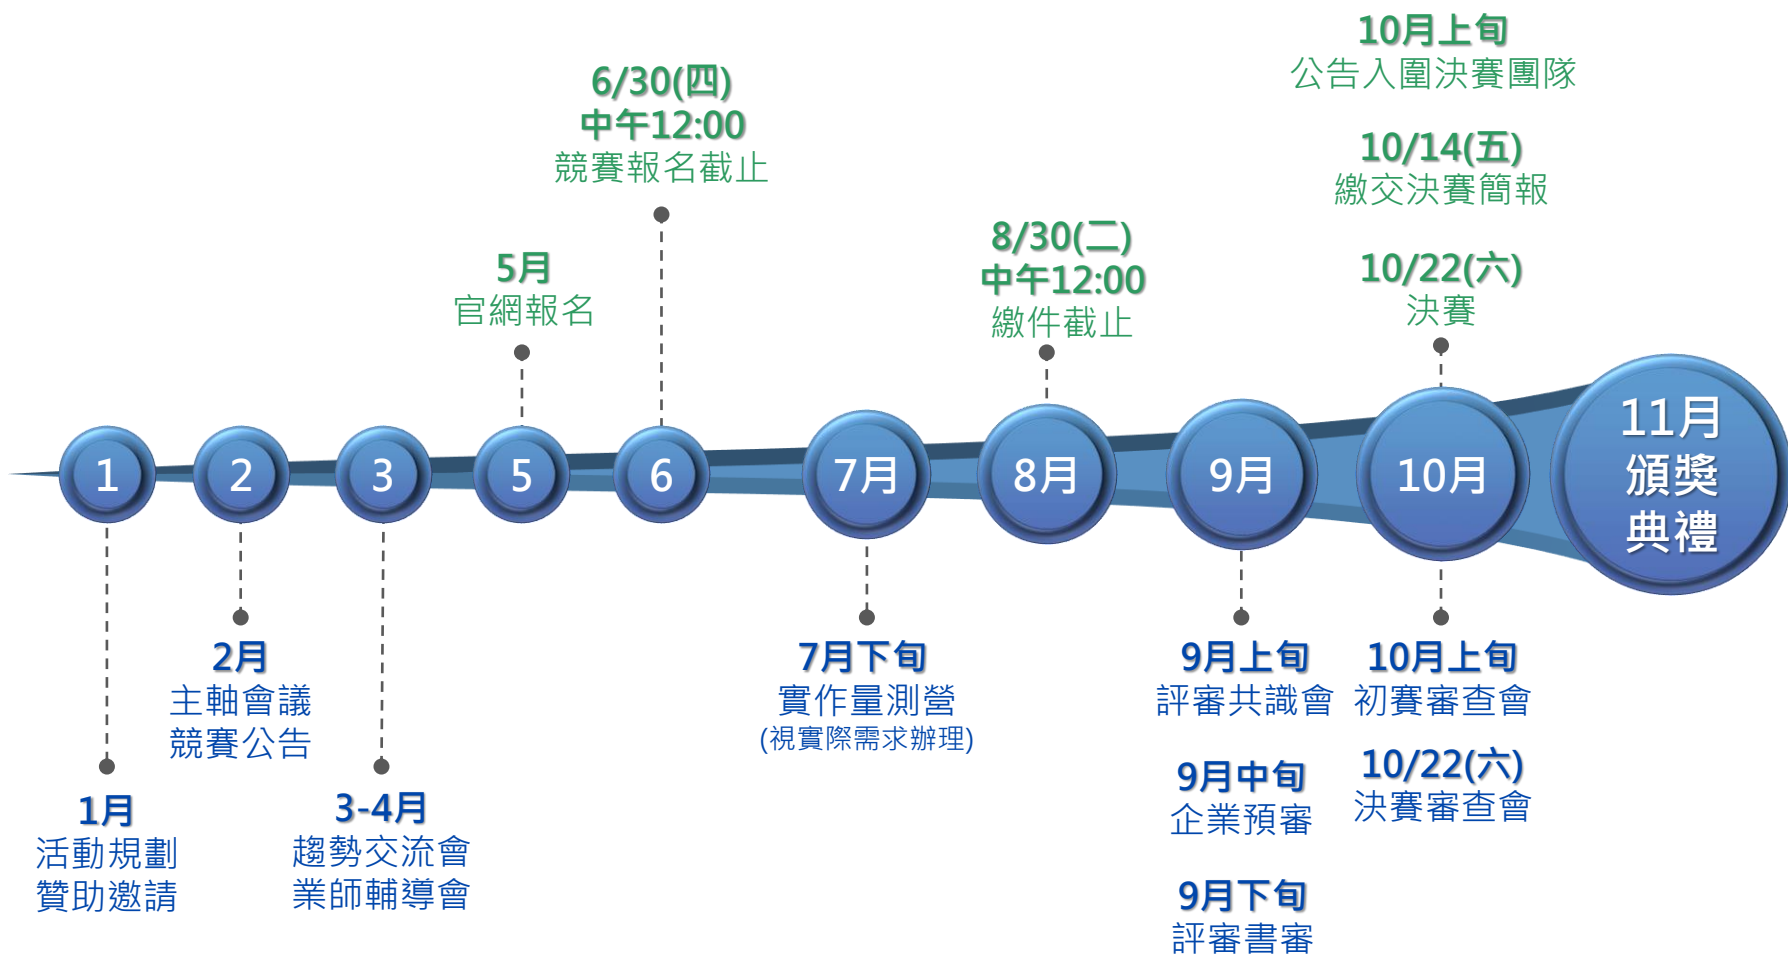 10月上旬
公告入圍決賽團隊
10/14(五)
繳交決賽簡報
10/22(六)
決賽
6/30(四)
中午12:00
競賽報名截止
8/30(二)
中午12:00
繳件截止
5月
官網報名
1
2
3
5
6
7月
8月
9月
10月
11月
頒獎
典禮
1月
活動規劃
贊助邀請
2月
主軸會議
競賽公告
3-4月
趨勢交流會
業師輔導會
7月下旬
實作量測營
(視實際需求辦理)
9月上旬
評審共識會
9月中旬
企業預審
9月下旬
評審書審
10月上旬
初賽審查會
10/22(六)
決賽審查會